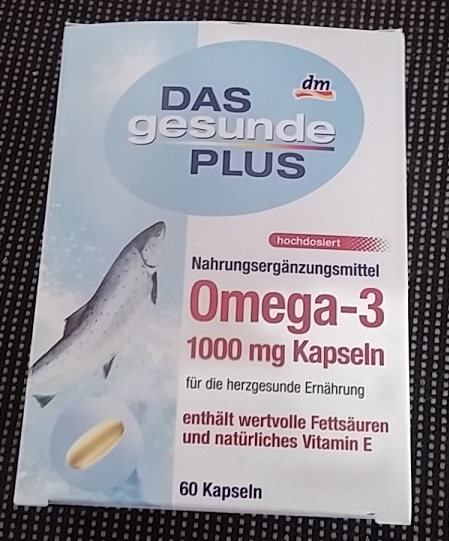 dm
DAS
gesunde
PLUS
hochdosiert
Nahrungsergänzungsmittel
Omega-3
1000 mg Kapseln
für die herzgesunde Ernährung
enthält wertvolle Fettsäuren
und natürliches Vitamin E
60 Kapseln